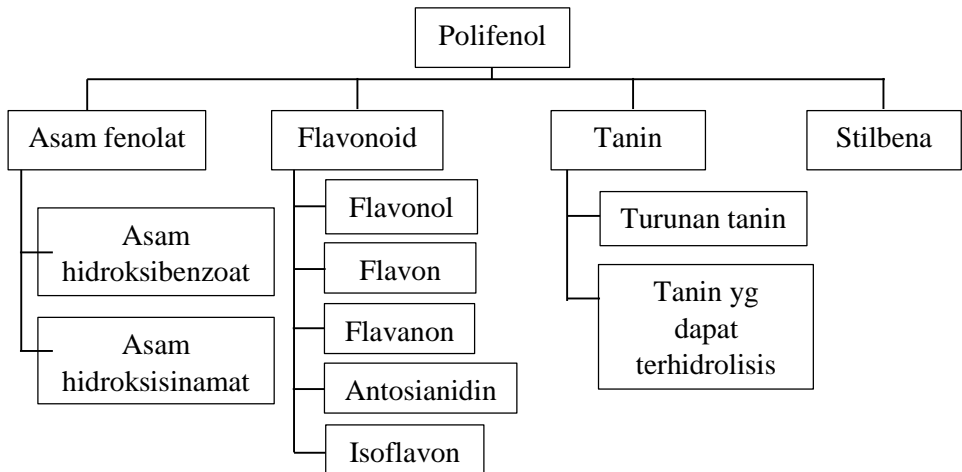 Polifenol
Asam fenolat
Flavonoid
Tanin
Stilbena
Asam
hidroksibenzoat
Asam
hidroksisinamat
Flavonol
Flavon
Flavanon
Antosianidin
Isoflavon
Turunan tanin
Tanin yg
dapat
terhidrolisis